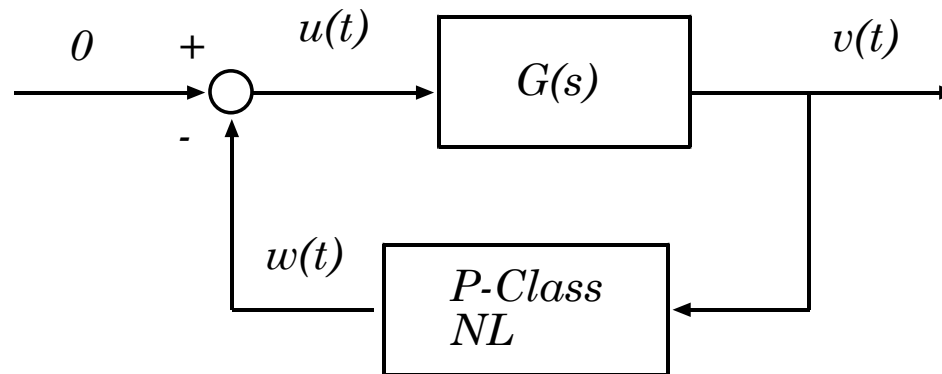 0
+
u(t)
G(s)
v(t)
-
w(t)
P-Class
NL